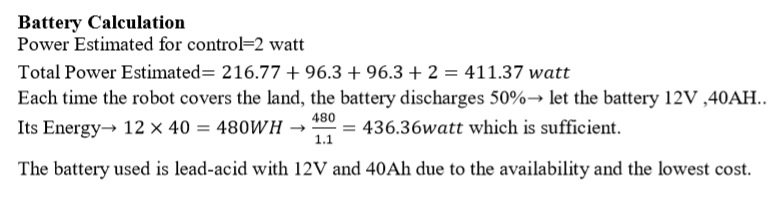 Battery Calculation
Power Estimated for control=2 watt
Total Power Estimated= 216.77 + 96.3 + 96.3 + 2 = 411.37 watt
Each time the robot covers the land, the battery discharges 50%→ let the battery 12V ,40AH..
Its Energy→ 12 × 40 = 480WH → 480/1.1 = 436.36watt which is sufficient.
The battery used is lead-acid with 12V and 40Ah due to the availability and the lowest cost.